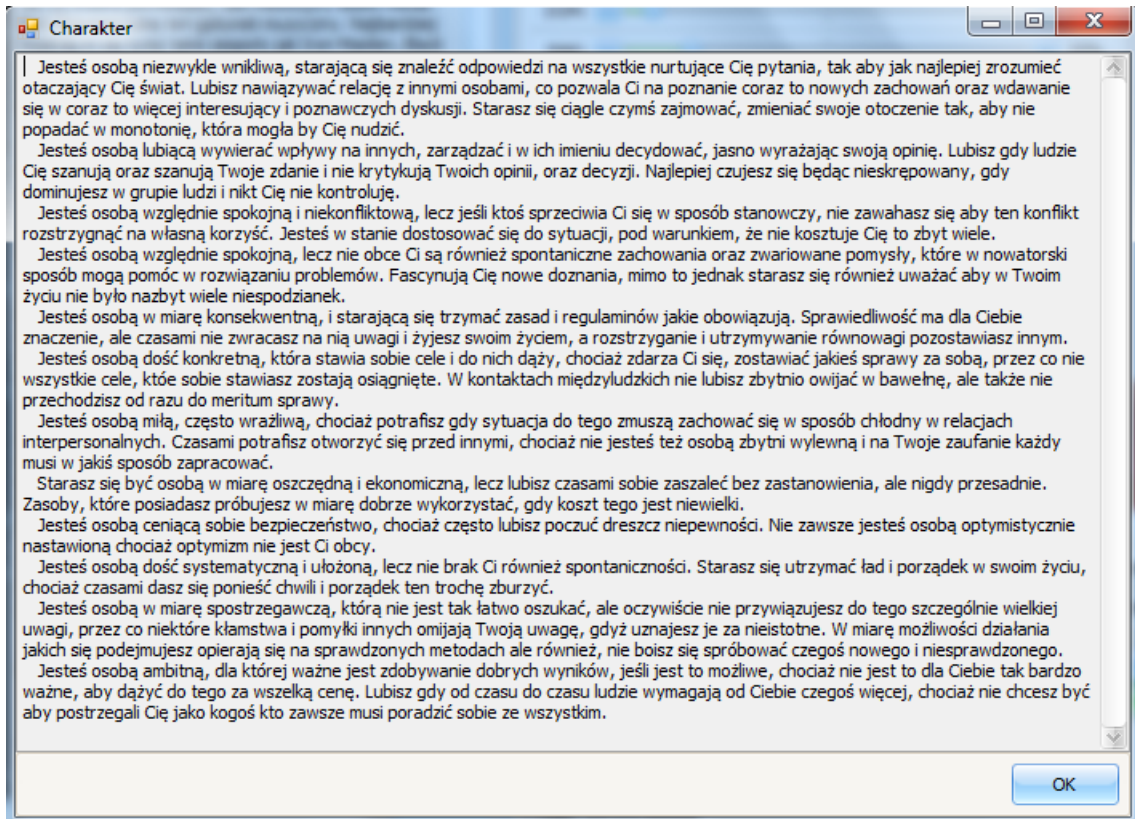 Charakter
Jesteś osobą niezwykle wnikliwą, starającą się znaleźć odpowiedzi na wszystkie nurtujące Cię pytania, tak aby jak najlepiej zrozumieć
otaczający Cię świat. Lubisz nawiązywać relację z innymi osobami, co pozwala Ci na poznanie coraz to nowych zachowań oraz wdawanie
się w coraz to więcej interesujący i poznawczych dyskusji. Starasz się ciągle czymś zajmować, zmieniać swoje otoczenie tak, aby nie
popadać w monotonię, która mogła by Cię nudzić.
Jesteś osobą lubiącą wywierać wpływy na innych, zarządzać i w ich imieniu decydować, jasno wyrażając swoją opinię. Lubisz gdy ludzie
Cię szanują oraz szanują Twoje zdanie i nie krytykują Twoich opinii, oraz decyzji. Najlepiej czujesz się będąc nieskrępowany, gdy
dominujesz w grupie ludzi i nikt Cię nie kontroluję.
Jesteś osobą względnie spokojną i niekonfliktową, lecz jeśli ktoś sprzeciwia Ci się w sposób stanowczy, nie zawahasz się aby ten konflikt
rozstrzygnąć na własną korzyść. Jesteś w stanie dostosować się do sytuacji, pod warunkiem, że nie kosztuje Cię to zbyt wiele.
Jesteś osobą względnie spokojną, lecz nie obce Ci są również spontaniczne zachowania oraz zwariowane pomysły, które w nowatorski
sposób mogą pomóc w rozwiązaniu problemów. Fascynują Cię nowe doznania, mimo to jednak starasz się również uważać aby w Twoim
życiu nie było nazbyt wiele niespodzianek.
Jesteś osobą w miarę konsekwentną, i starającą się trzymać zasad i regulaminów jakie obowiązują. Sprawiedliwość ma dla Ciebie
znaczenie, ale czasami nie zwracasz na nią uwagi i żyjesz swoim życiem, a rozstrzyganie i utrzymywanie równowagi pozostawiasz innym.
Jesteś osobą dość konkretną, która stawia sobie cele i do nich dąży, chociaż zdarza Ci się, zostawiać jakieś sprawy za sobą, przez co nie
wszystkie cele, któe sobie stawiasz zostają osiągnięte. W kontaktach międzyludzkich nie lubisz zbytnio owijać w bawełnę, ale także nie
przechodzisz od razu do meritum sprawy.
Jesteś osobą miłą, często wrażliwą, chociaż potrafisz gdy sytuacja do tego zmuszą zachować się w sposób chłodny w relacjach
interpersonalnych. Czasami potrafisz otworzyć się przed innymi, chociaż nie jesteś też osobą zbytni wylewną i na Twoje zaufanie każdy
musi w jakiś sposób zapracować.
Starasz się być osobą w miarę oszczędną i ekonomiczną, lecz lubisz czasami sobie zaszaleć bez zastanowienia, ale nigdy przesadnie.
Zasoby, które posiadasz próbujesz w miarę dobrze wykorzystać, gdy koszt tego jest niewielki.
Jesteś osobą ceniącą sobie bezpieczeństwo, chociaż często lubisz poczuć dreszcz niepewności. Nie zawsze jesteś osobą optymistycznie
nastawioną chociaż optymizm nie jest Ci obcy.
Jesteś osobą dość systematyczną i ułożoną, lecz nie brak Ci również spontaniczności. Starasz się utrzymać ład i porządek w swoim życiu,
chociaż czasami dasz się ponieść chwili i porządek ten trochę zburzyć.
Jesteś osobą w miarę spostrzegawczą, którą nie jest tak łatwo oszukać, ale oczywiście nie przywiązujesz do tego szczególnie wielkiej
uwagi, przez co niektóre kłamstwa i pomyłki innych omijają Twoją uwagę, gdyż uznajesz je za nieistotne. W miarę możliwości działania
jakich się podejmujesz opierają się na sprawdzonych metodach ale również, nie boisz się spróbować czegoś nowego i niesprawdzonego.
Jesteś osobą ambitną, dla której ważne jest zdobywanie dobrych wyników, jeśli jest to możliwe, chociaż nie jest to dla Ciebie tak bardzo
ważne, aby dążyć do tego za wszelką cenę. Lubisz gdy od czasu do czasu ludzie wymagają od Ciebie czegoś więcej, chociaż nie chcesz być
aby postrzegali Cię jako kogoś kto zawsze musi poradzić sobie ze wszystkim.
OK